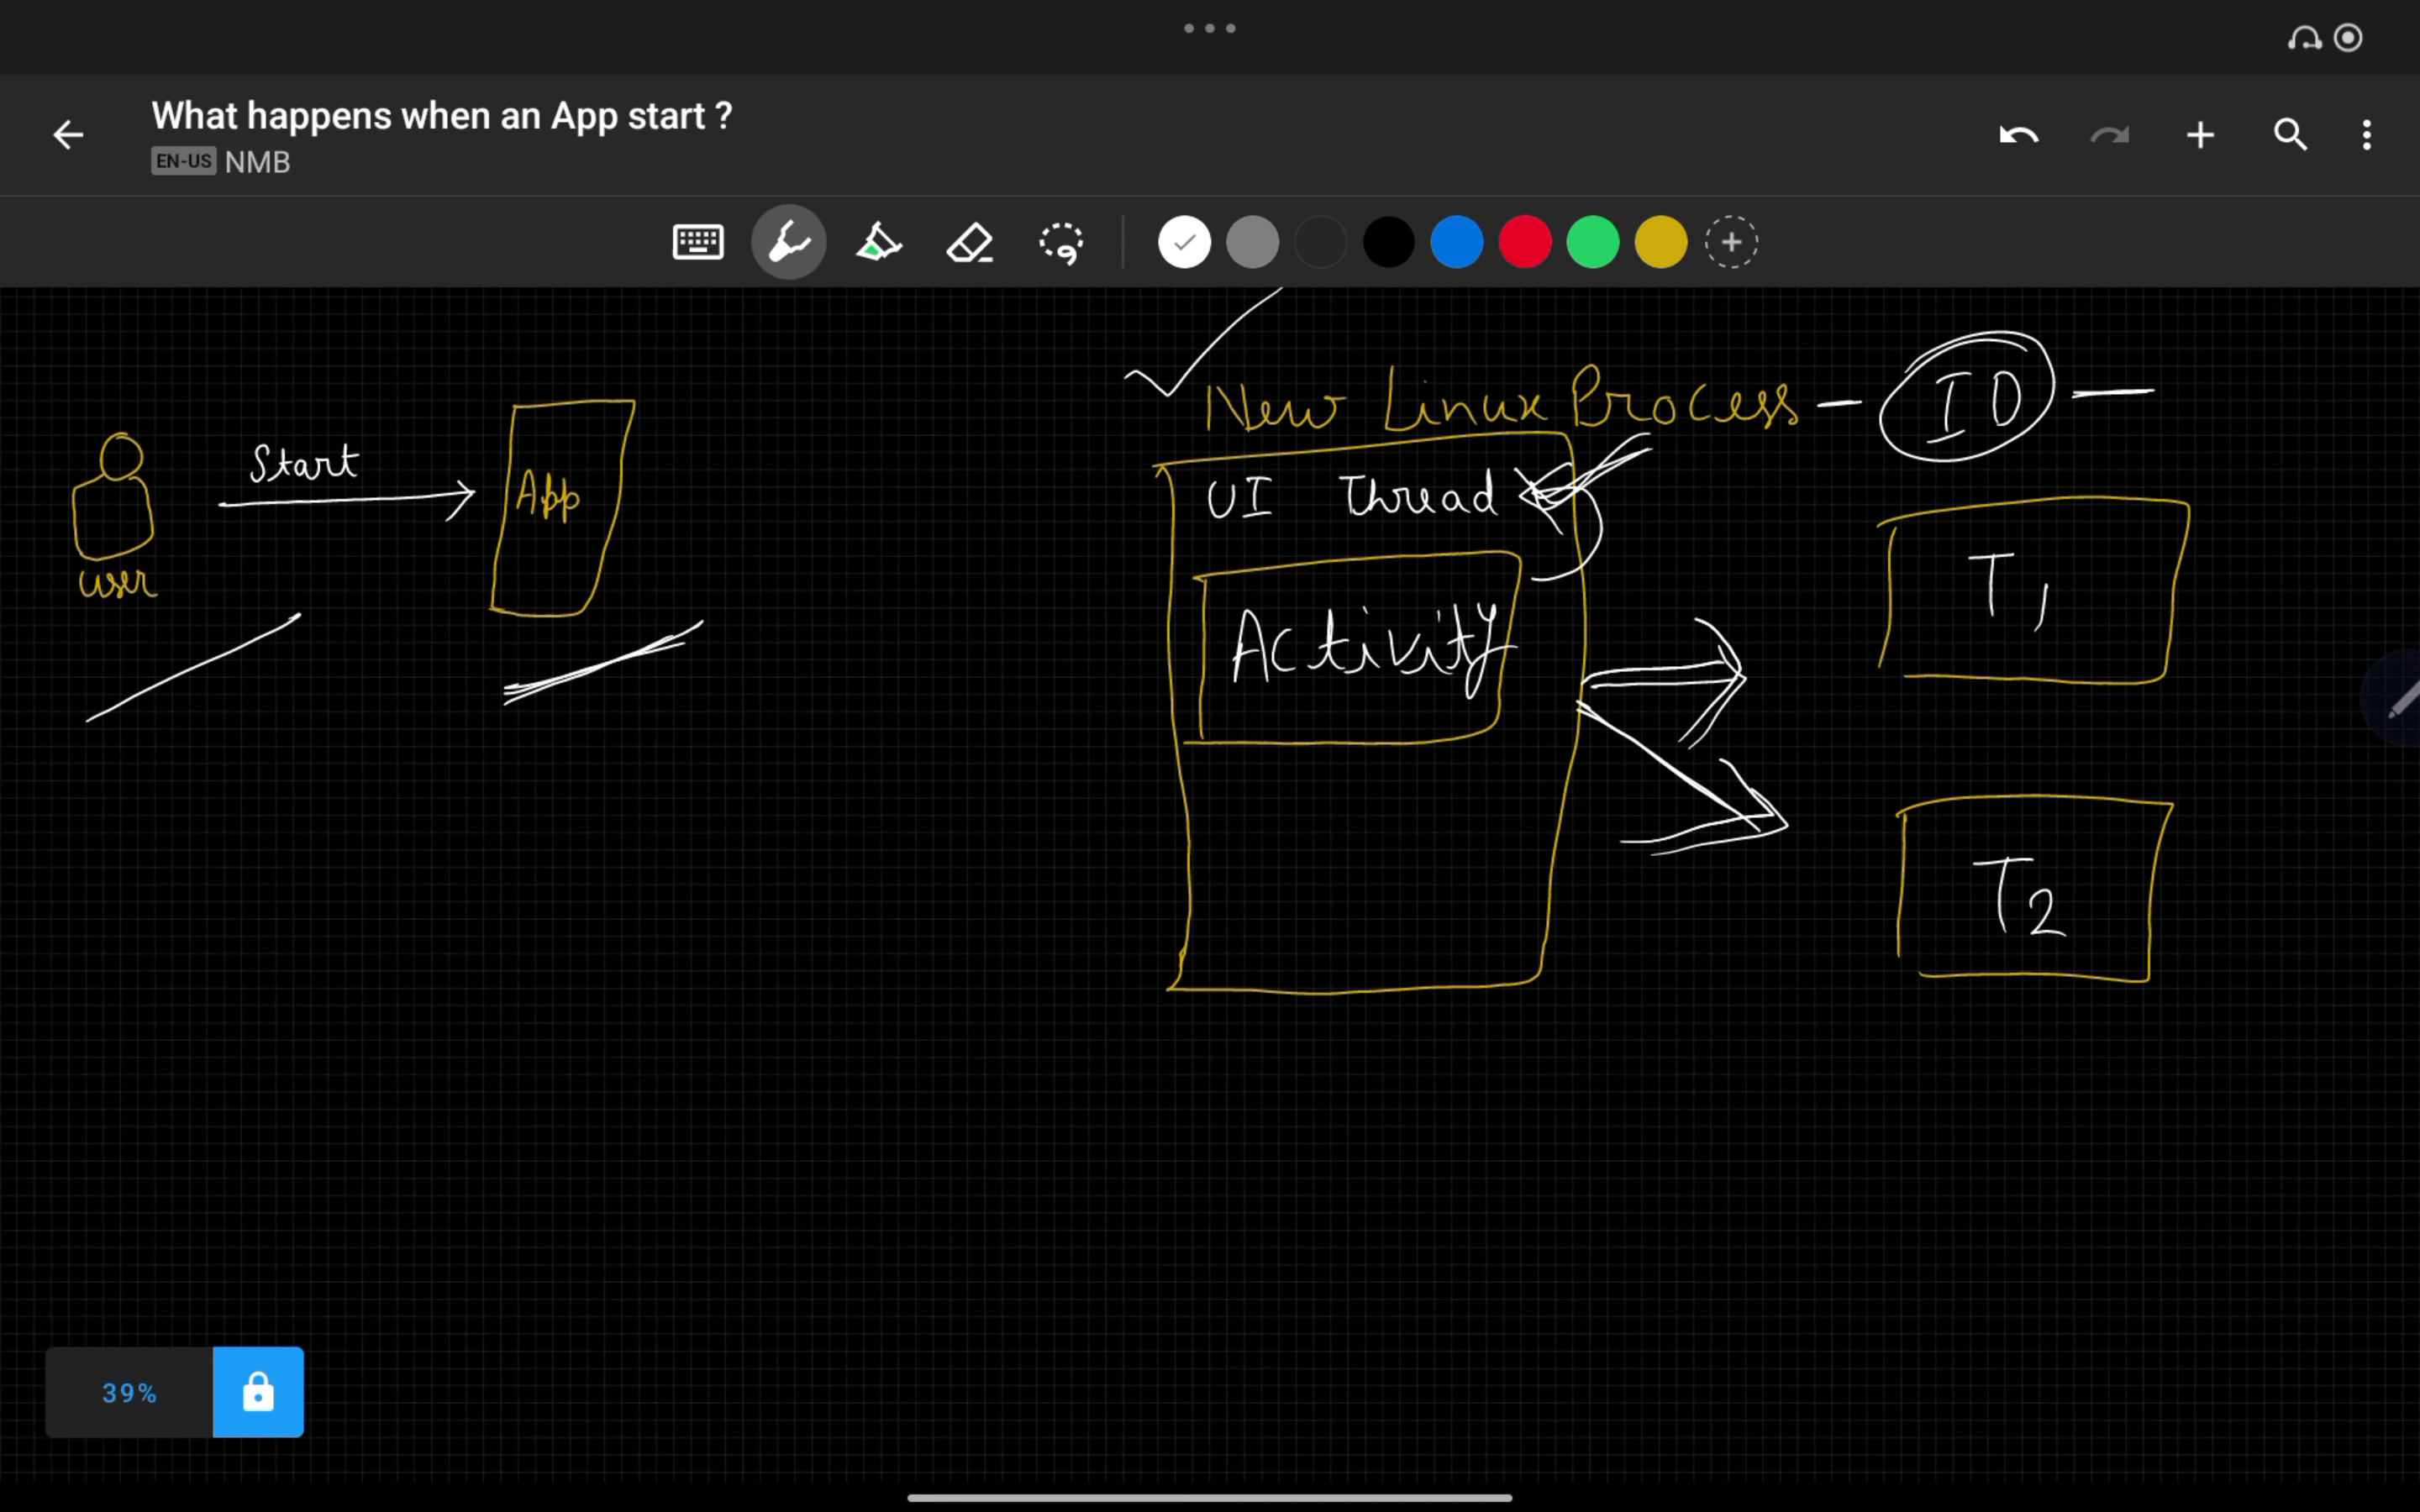 What happens when an App start ?
EN-US NMB
New Linux Process - ID -
Start
App
user
UI Thread
Activity
T1
T2
39%